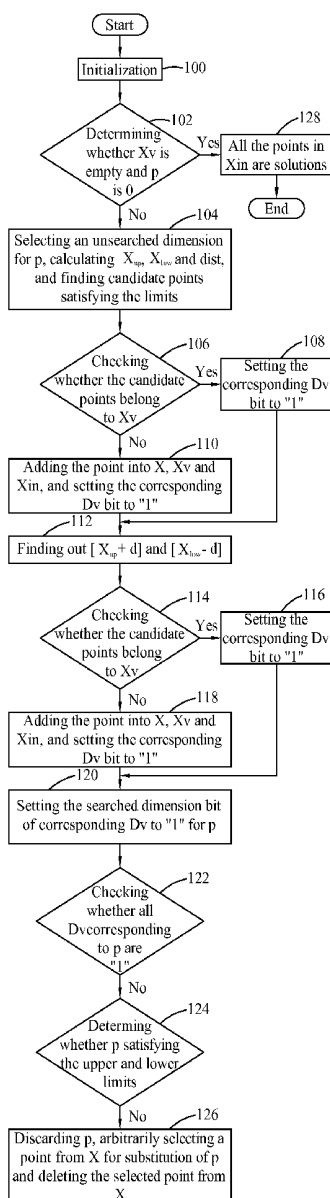 Start
Initialization
100
102
Determining
whether Xv is
empty and p
is 0
Yes
128
All the points in
Xin are solutions
End
No
104
Selecting an unsearched dimension
for p, calculating Xup, Xlow and dist,
and finding candidate points
satisfying the limits
106
Checking
whether the candidate
points belong
to Xv
Yes
108
Setting the
corresponding Dv
bit to "1"
No
110
Adding the point into X, Xv and
Xin, and setting the corresponding
Dv bit to "1"
112
Finding out [ Xup+ d] and [Xlow- d]
114
Checking
whether the candidate
points belong
to Xv
Yes
116
Setting the
corresponding Dv
bit to "1"
No
118
Adding the point into X, Xv and
Xin, and setting the corresponding
Dv bit to "1"
120
Setting the searched dimension bit
of corresponding Dv to "1" for p
122
Checking
whether all
Dvcorresponding
to p are
"1"
No
124
Determing
whether p satisfying
the upper and lower
limits
No
126
Discarding p, arbitrarily selecting a
point from X for substitution of p
and deleting the selected point from
X